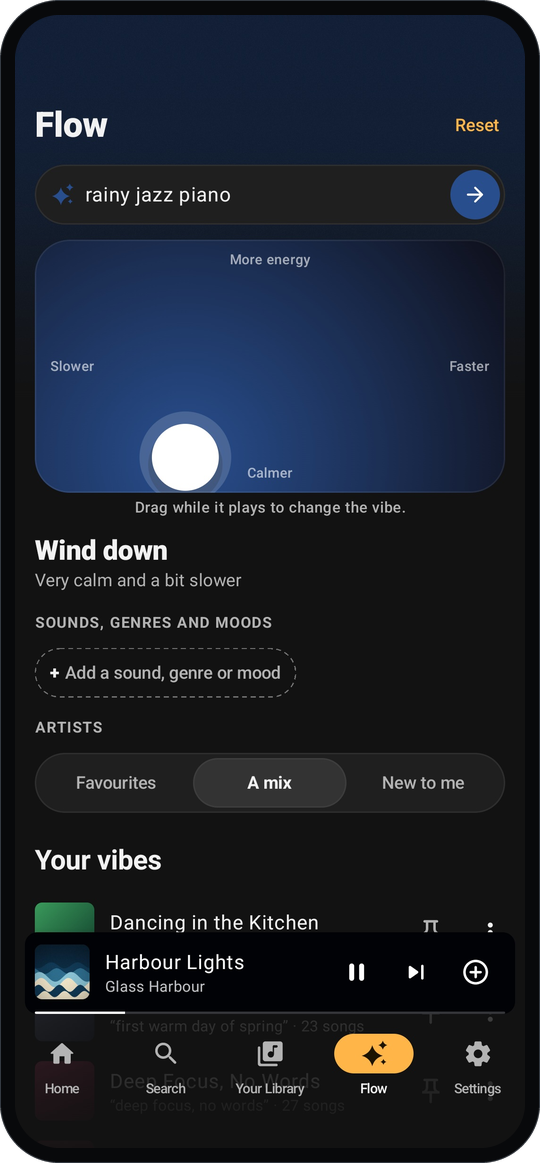 Flow
Reset
rainy jazz piano
More energy
Slower
Faster
Calmer
Drag while it plays to change the vibe.
Wind down
Very calm and a bit slower
SOUNDS, GENRES AND MOODS
+ Add a sound, genre or mood
ARTISTS
Favourites
A mix
New to me
Your vibes
Dancing in the Kitchen
Harbour Lights
Glass Harbour
"first warm day of spring" · 23 songs
Deep Focus, No Words
"deep focus, no words" · 27 songs
Home
Search
Your Library
Flow
Settings